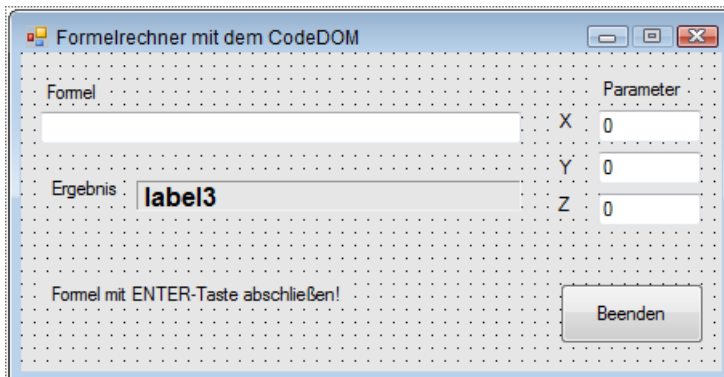 Formelrechner mit dem CodeDOM
Formel
Parameter
X 0
Y 0
Ergebnis label3
Z 0
Formel mit ENTER-Taste abschließen!
Beenden